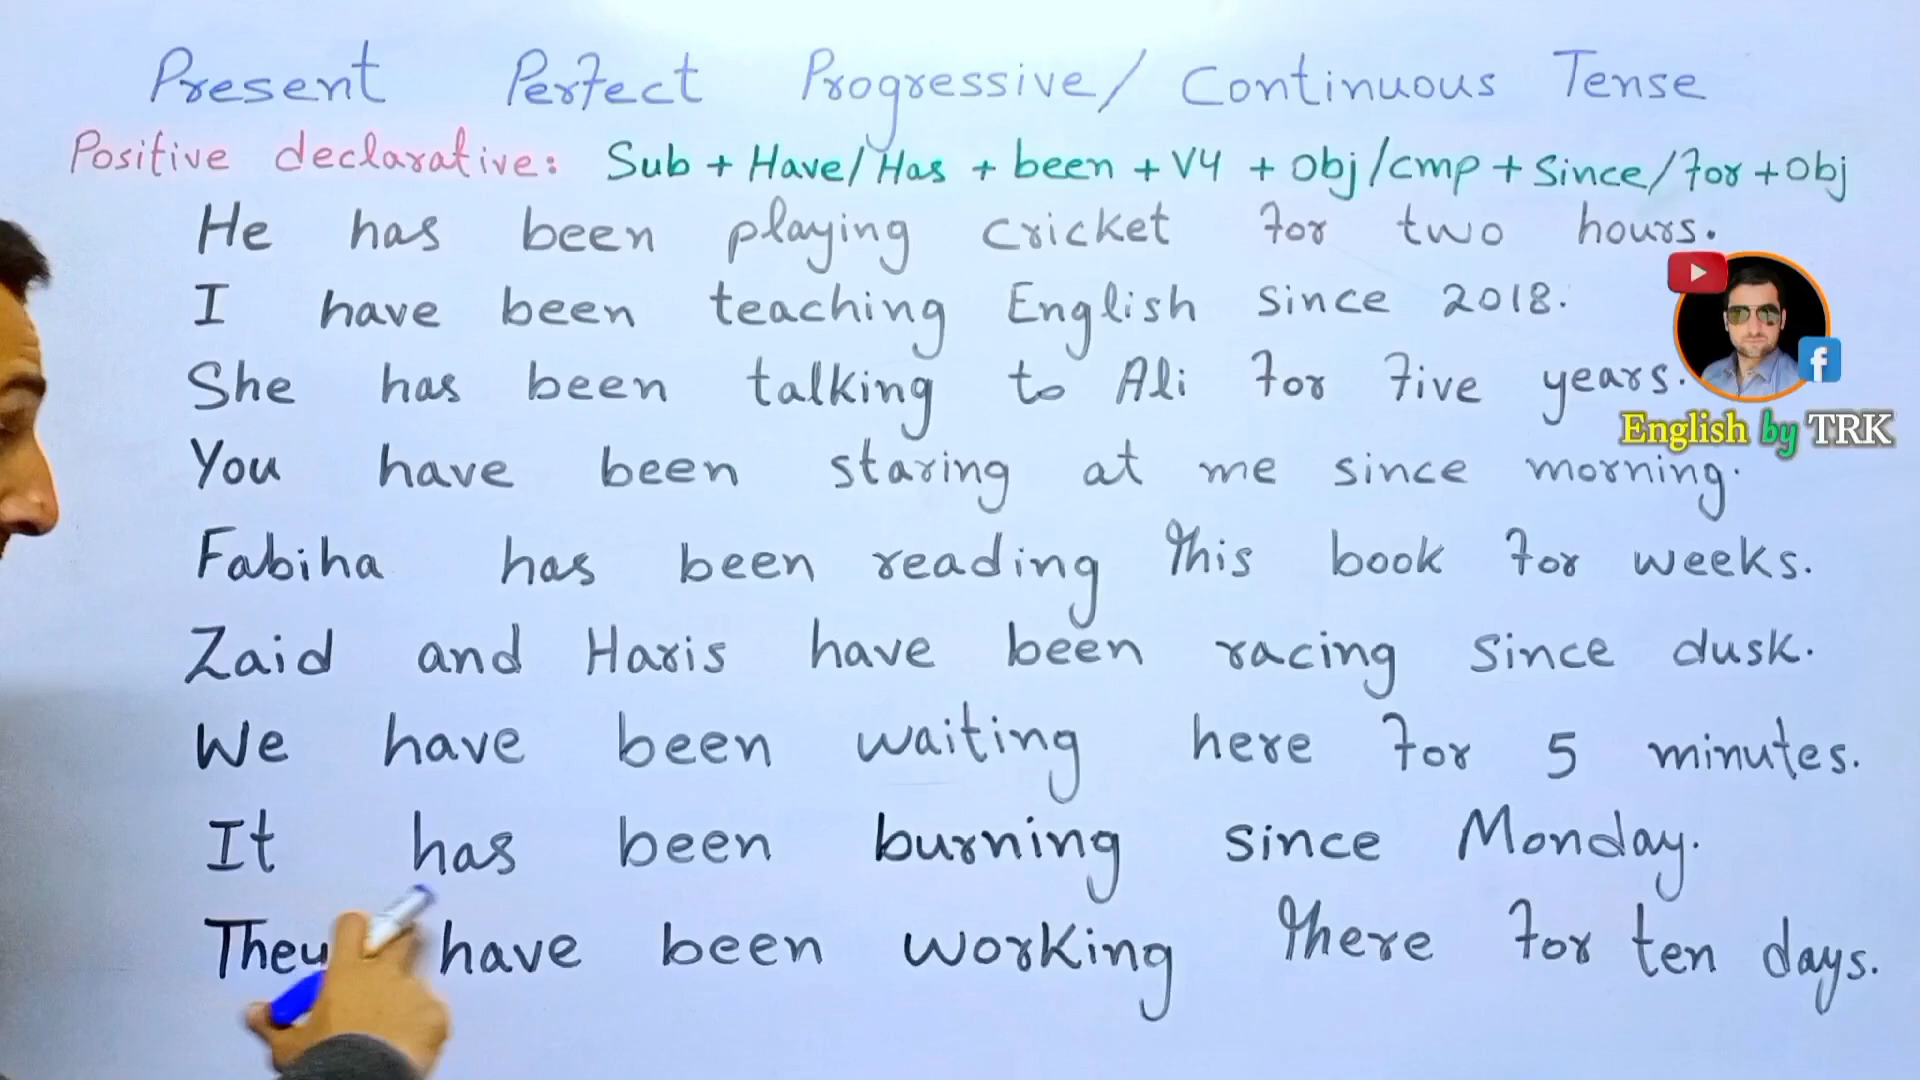 Present Perfect Progressive/ Continuous Tense
Positive declarative: Sub + Have/Has + been + V4 + Obj/cmp + Since/for + Obj
He has been playing cricket for two hours.
I have been teaching English since 2018.
She has been talking to Ali for five years.
English by TRK
You have been staring at me since morning.
Fabiha has been reading this book for weeks.
Zaid and Haris have been racing since dusk.
We have been waiting here for 5 minutes.
It has been burning since Monday.
They have been working there for ten days.